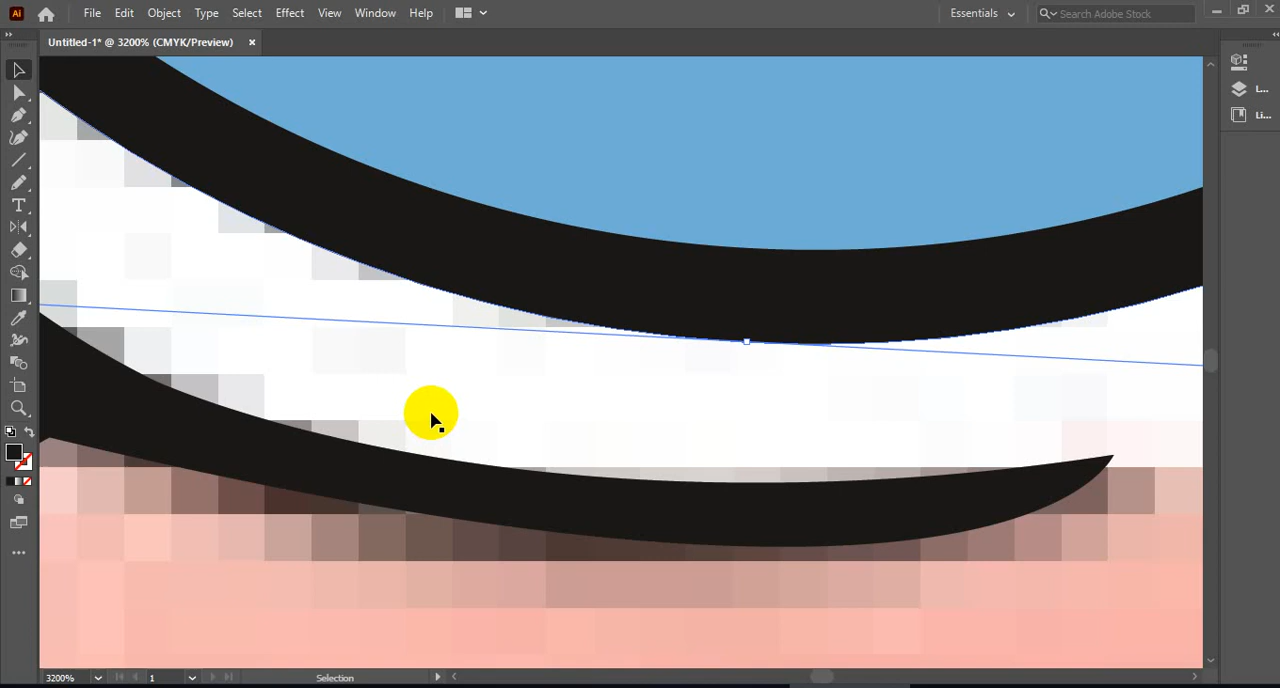 Ai File Edit Object Type Select Effect View Window Help Essentials Search Adobe Stock
Untitled-1* @ 3200% (CMYK/Preview) ×
L...
Li...
3200% 1 Selection